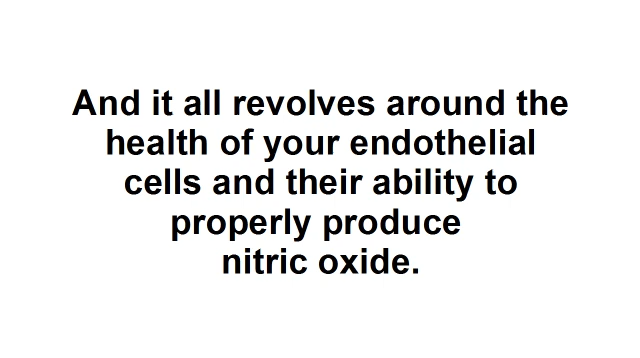 And it all revolves around the
health of your endothelial
cells and their ability to
properly produce
nitric oxide.